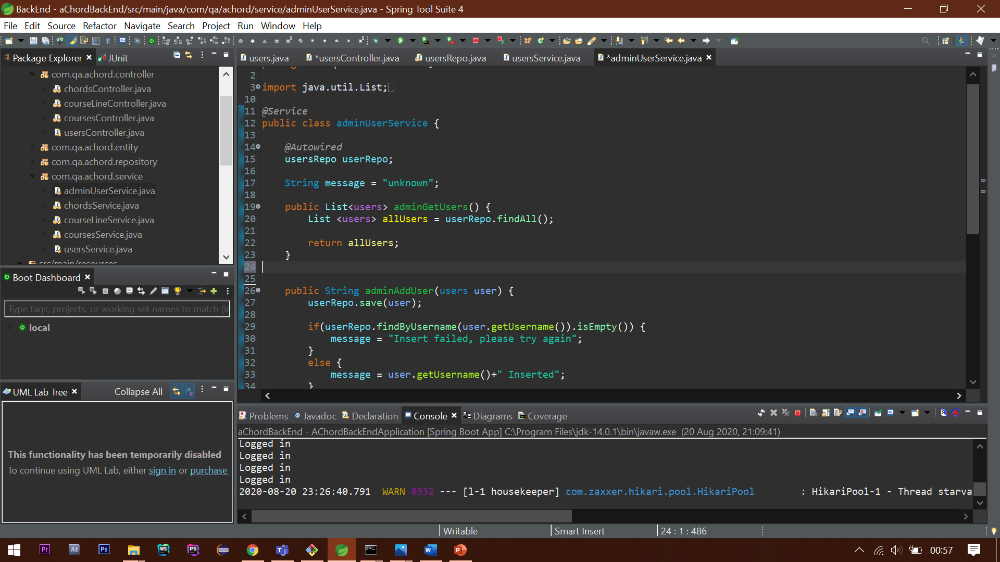 BackEnd - aChordBackEnd/src/main/java/com/qa/achord/service/adminUserService.java - Spring Tool Suite 4
File Edit Source Refactor Navigate Search Project Run Window Help
Package Explorer
JUnit
com.qa.achord.controller
chordsController.java
courseLineController.java
coursesController.java
usersController.java
com.qa.achord.entity
com.qa.achord.repository
com.qa.achord.service
adminUserService.java
chordsService.java
courseLineService.java
coursesService.java
usersService.java
src/main/resources
Boot Dashboard
Type tags, projects, or working set names to match (in
local
UML Lab Tree
Collapse All
This functionality has been temporarily disabled
To continue using UML Lab, either sign in or purchase
users.java
*usersController.java
usersRepo.java
usersService.java
*adminUserService.java
2
3 import java.util.List;
10
11 @Service
12 public class adminUserService {
13
14 @Autowired
15 usersRepo userRepo;
16
17 String message = "unknown";
18
19 public List<users> adminGetUsers() {
20 List <users> allUsers = userRepo.findAll();
21
22 return allUsers;
23 }
24
25
26 public String adminAddUser(users user) {
27 userRepo.save(user);
28
29 if(userRepo.findByUsername(user.getUsername()).isEmpty()) {
30 message = "Insert failed, please try again";
31 }
32 else {
33 message = user.getUsername()+" Inserted";
34 }
Problems
Javadoc
Declaration
Console
Diagrams
Coverage
aChordBackEnd - AChordBackEndApplication [Spring Boot App] C:\Program Files\jdk-14.0.1\bin\javaw.exe (20 Aug 2020, 21:09:41)
Logged in
Logged in
Logged in
Logged in
2020-08-20 23:26:40.791 WARN 8932 --- [l-1 housekeeper] com.zaxxer.hikari.pool.HikariPool : HikariPool-1 - Thread starva
Writable
Smart Insert
24 : 1 : 486
Pr
Ae
Ps
WS
PS
00:57